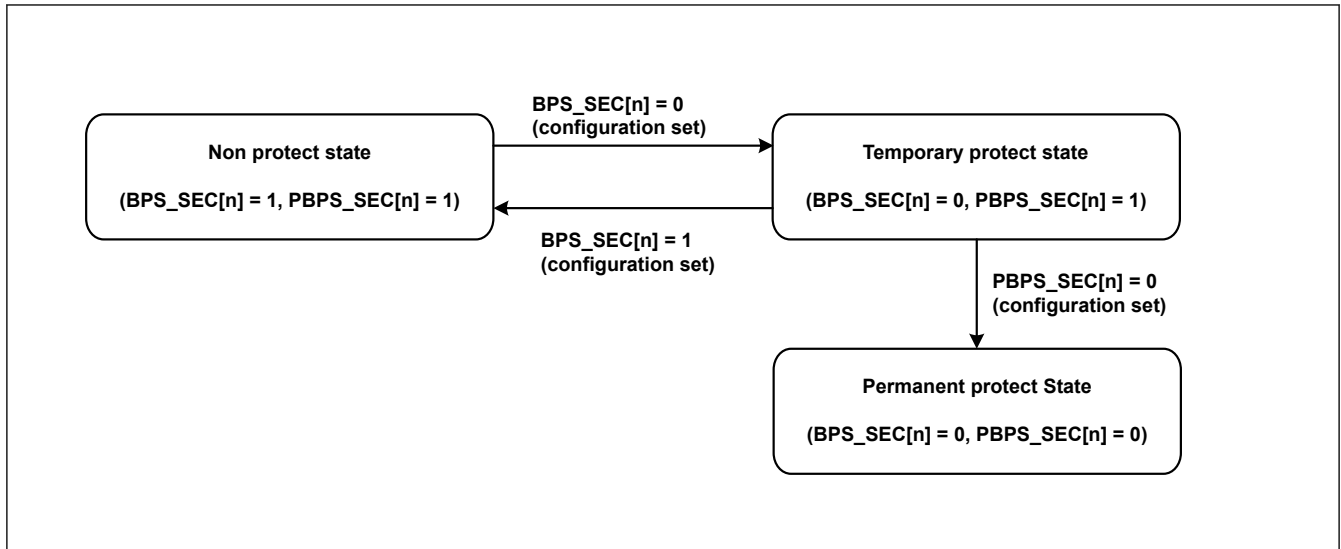 BPS_SEC[n] = 0
(configuration set)
Non protect state
(BPS_SEC[n] = 1, PBPS_SEC[n] = 1)
Temporary protect state
(BPS_SEC[n] = 0, PBPS_SEC[n] = 1)
BPS_SEC[n] = 1
(configuration set)
PBPS_SEC[n] = 0
(configuration set)
Permanent protect State
(BPS_SEC[n] = 0, PBPS_SEC[n] = 0)